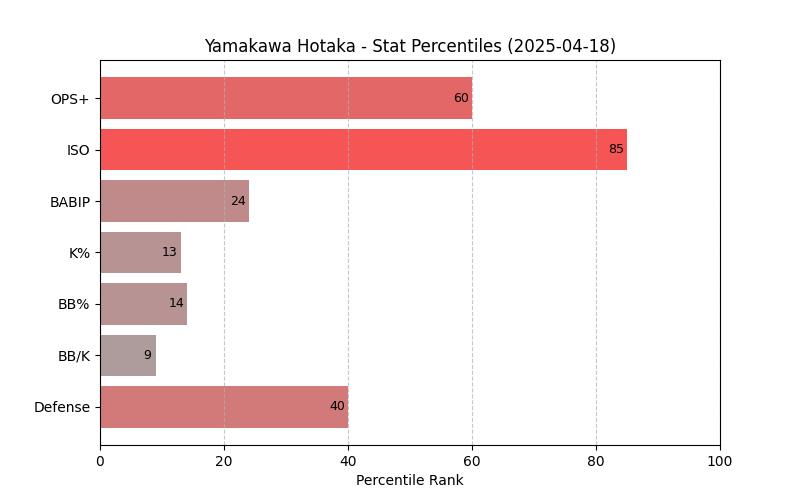 Yamakawa Hotaka - Stat Percentiles (2025-04-18)
OPS+ 60
ISO 85
BABIP 24
K% 13
BB% 14
BB/K 9
Defense 40
0 20 40 60 80 100
Percentile Rank